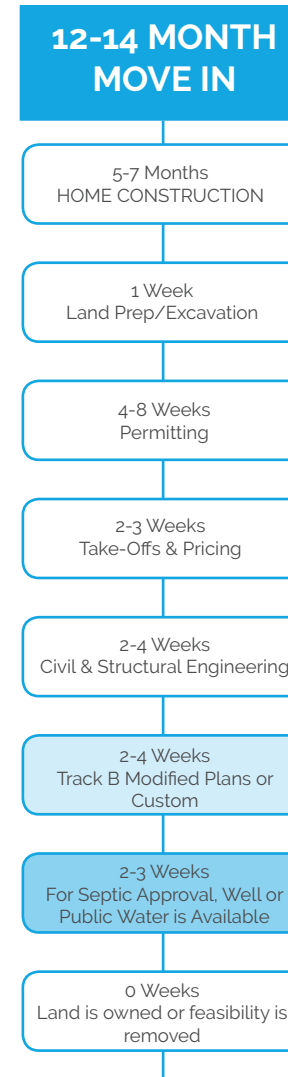 12-14 MONTH
MOVE IN
5-7 Months
HOME CONSTRUCTION
1 Week
Land Prep/Excavation
4-8 Weeks
Permitting
2-3 Weeks
Take-Offs & Pricing
2-4 Weeks
Civil & Structural Engineering
2-4 Weeks
Track B Modified Plans or
Custom
2-3 Weeks
For Septic Approval, Well or
Public Water is Available
0 Weeks
Land is owned or feasibility is
removed